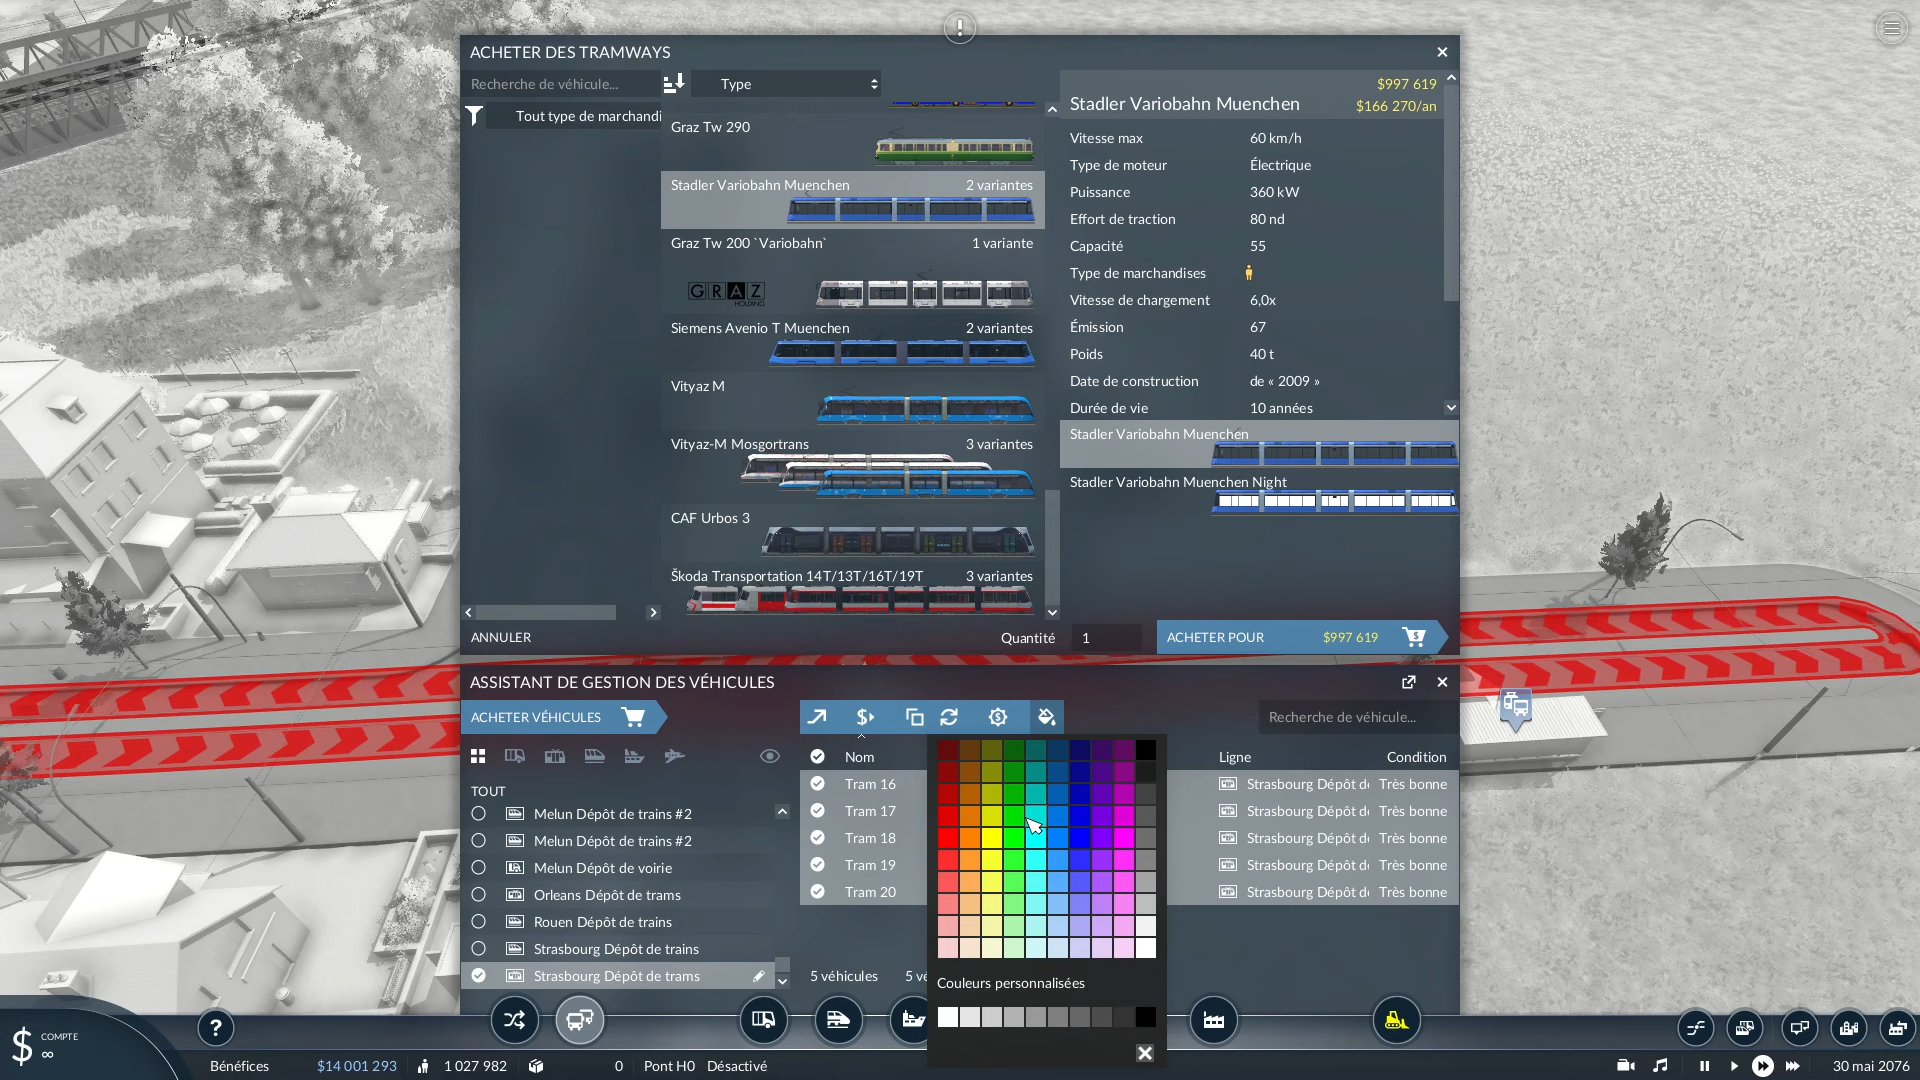 ACHETER DES TRAMWAYS
Recherche de véhicule...
Type
Tout type de marchandi
Graz Tw 290
Stadler Variobahn Muenchen 2 variantes
Graz Tw 200 `Variobahn` 1 variante
GRAZ
HOLDING
Siemens Avenio T Muenchen 2 variantes
Vityaz M
Vityaz-M Mosgortrans 3 variantes
CAF Urbos 3
Škoda Transportation 14T/13T/16T/19T 3 variantes
$997 619
Stadler Variobahn Muenchen $166 270/an
Vitesse max 60 km/h
Type de moteur Électrique
Puissance 360 kW
Effort de traction 80 nd
Capacité 55
Type de marchandises
Vitesse de chargement 6,0x
Émission 67
Poids 40 t
Date de construction de « 2009 »
Durée de vie 10 années
Stadler Variobahn Muenchen
Stadler Variobahn Muenchen Night
ANNULER
Quantité 1
ACHETER POUR $997 619
ASSISTANT DE GESTION DES VÉHICULES
ACHETER VÉHICULES
Recherche de véhicule...
TOUT
Melun Dépôt de trains #2
Melun Dépôt de trains #2
Melun Dépôt de voirie
Orleans Dépôt de trams
Rouen Dépôt de trains
Strasbourg Dépôt de trains
Strasbourg Dépôt de trams
Nom Ligne Condition
Tram 16 Strasbourg Dépôt d Très bonne
Tram 17 Strasbourg Dépôt d Très bonne
Tram 18 Strasbourg Dépôt d Très bonne
Tram 19 Strasbourg Dépôt d Très bonne
Tram 20 Strasbourg Dépôt d Très bonne
5 véhicules 5 vé
Couleurs personnalisées
$ COMPTE
∞
?
Bénéfices $14 001 293 1 027 982 0 Pont H0 Désactivé
30 mai 2076